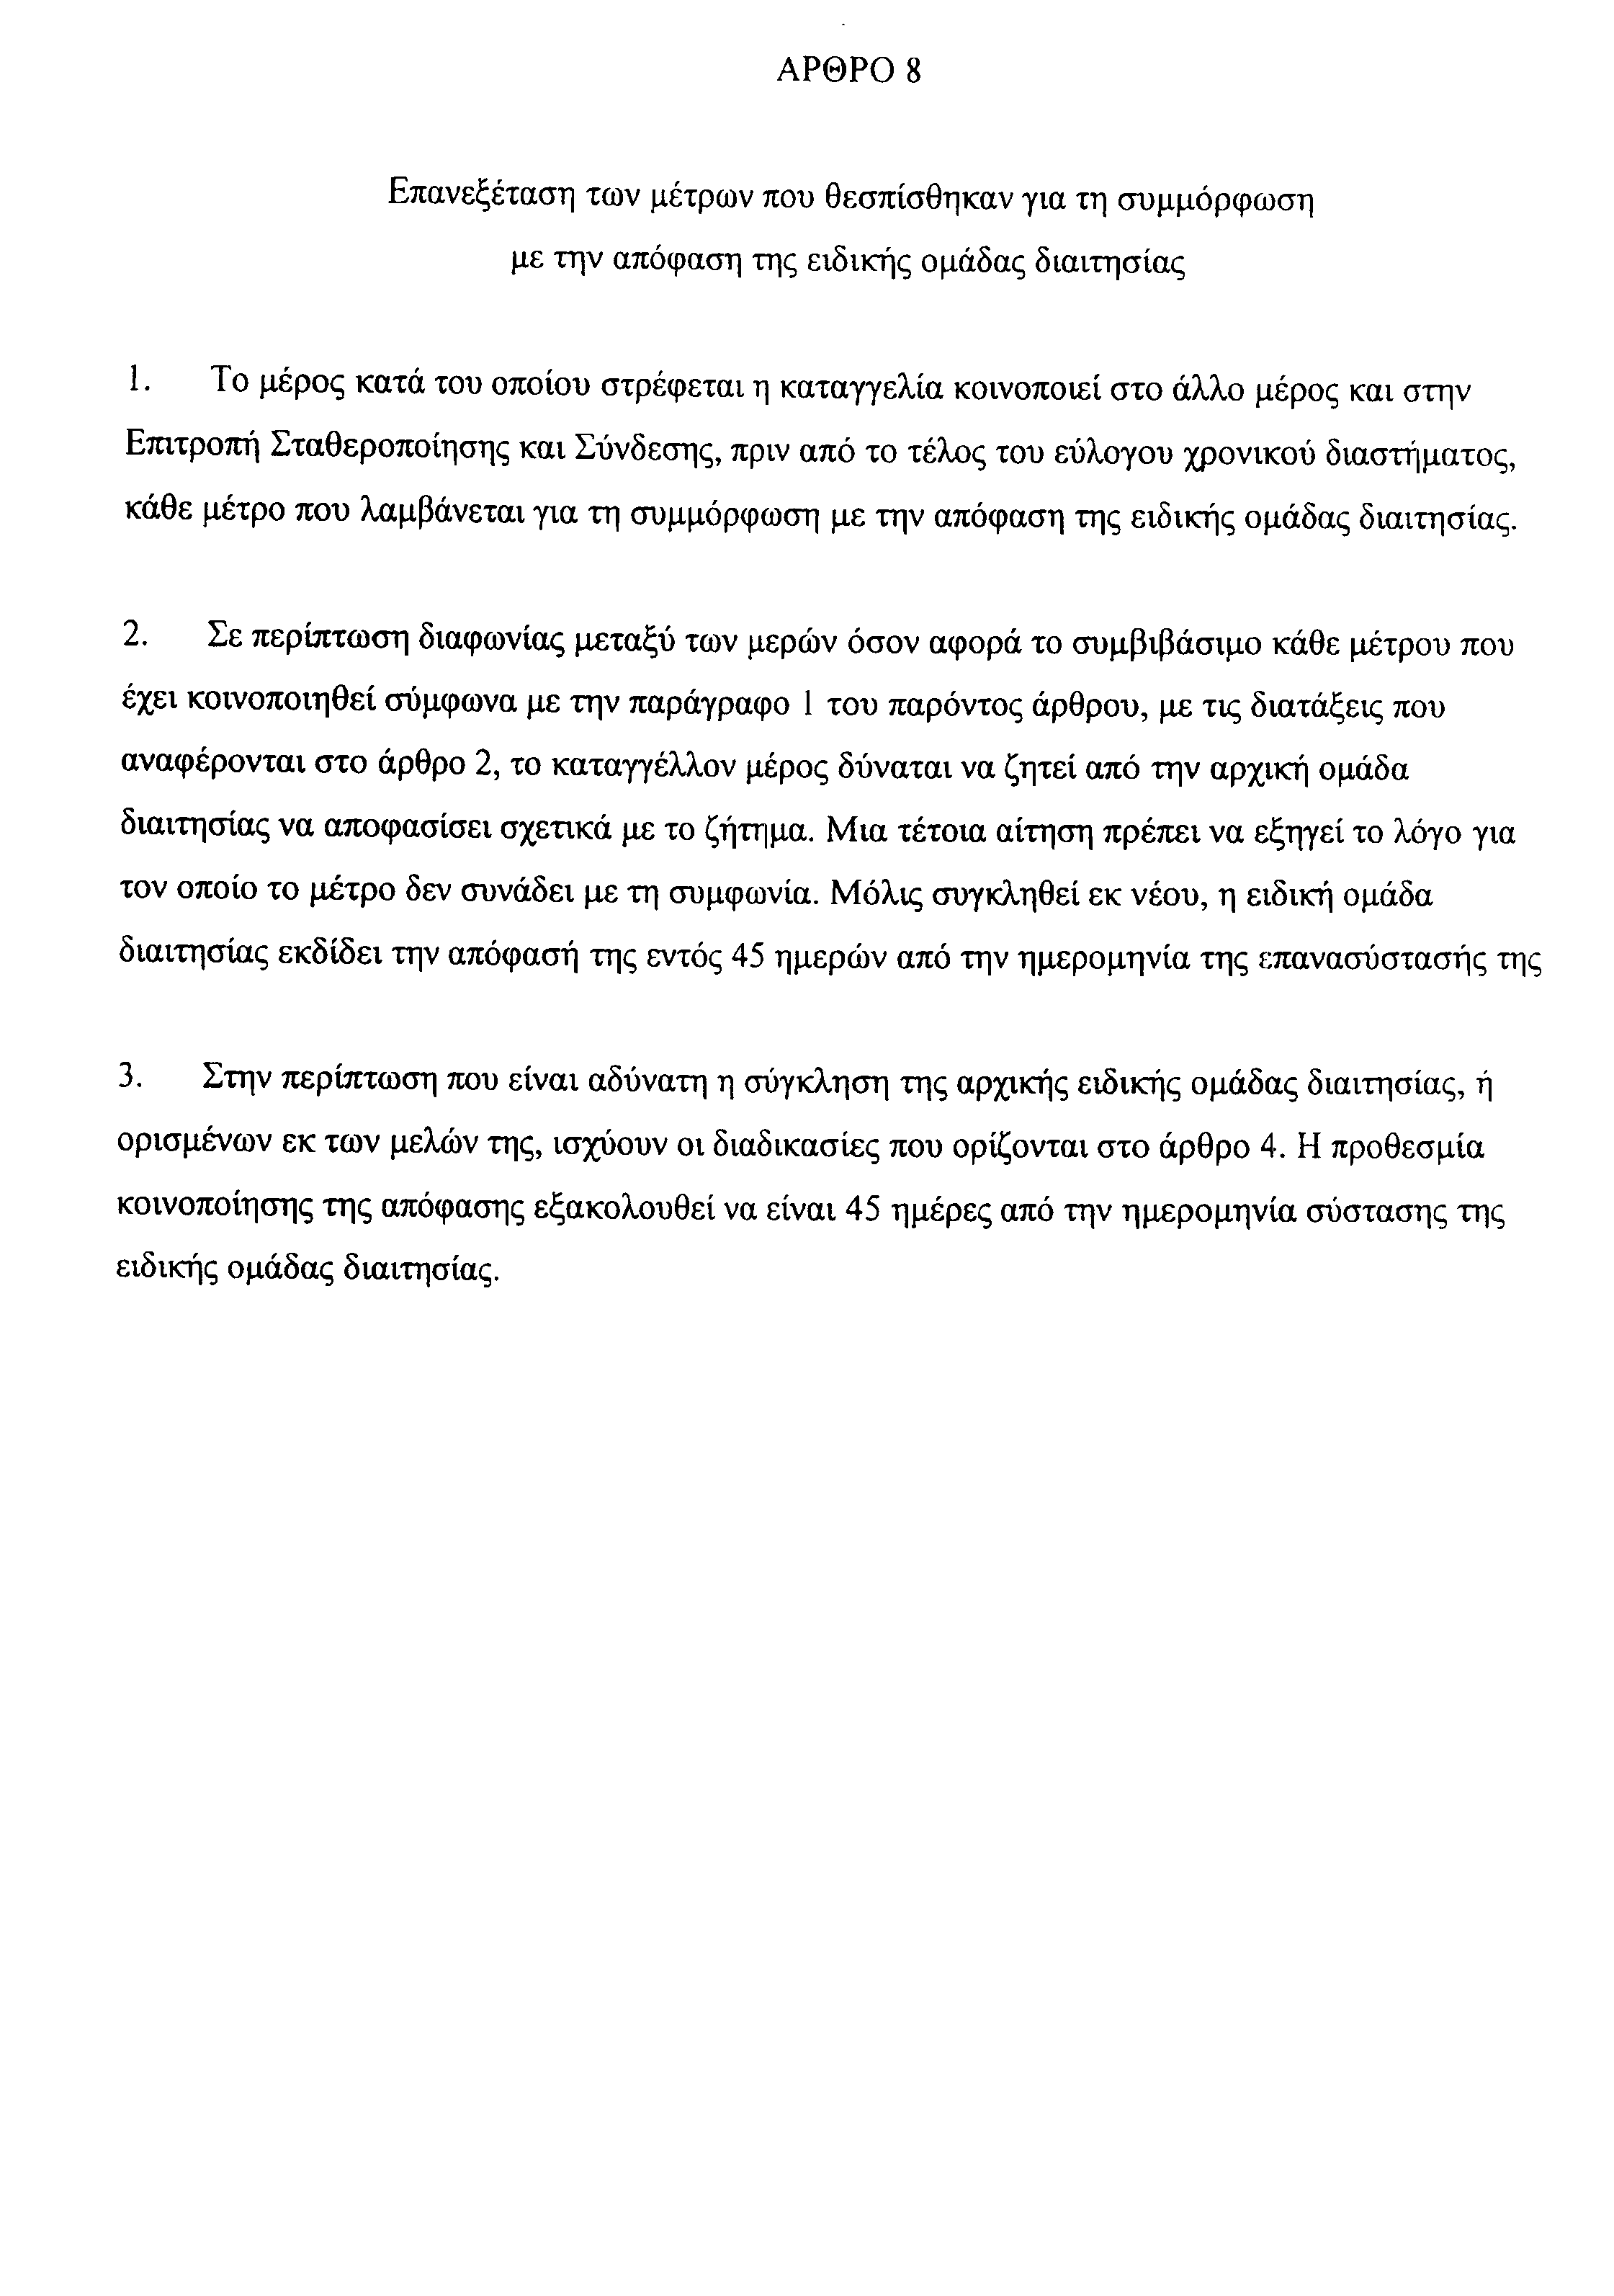 ΑΡΘΡΟ 8
Επανεξέταση των μέτρων που θεσπίσθηκαν για τη συμμόρφωση
με την απόφαση της ειδικής ομάδας διαιτησίας
1. Το μέρος κατά του οποίου στρέφεται η καταγγελία κοινοποιεί στο άλλο μέρος και στην
Επιτροπή Σταθεροποίησης και Σύνδεσης, πριν από το τέλος του εύλογου χρονικού διαστήματος,
κάθε μέτρο που λαμβάνεται για τη συμμόρφωση με την απόφαση της ειδικής ομάδας διαιτησίας.
2. Σε περίπτωση διαφωνίας μεταξύ των μερών όσον αφορά το συμβιβάσιμο κάθε μέτρου που
έχει κοινοποιηθεί σύμφωνα με την παράγραφο 1 του παρόντος άρθρου, με τις διατάξεις που
αναφέρονται στο άρθρο 2, το καταγγέλλον μέρος δύναται να ζητεί από την αρχική ομάδα
διαιτησίας να αποφασίσει σχετικά με το ζήτημα. Μια τέτοια αίτηση πρέπει να εξηγεί το λόγο για
τον οποίο το μέτρο δεν συνάδει με τη συμφωνία. Μόλις συγκληθεί εκ νέου, η ειδική ομάδα
διαιτησίας εκδίδει την απόφασή της εντός 45 ημερών από την ημερομηνία της επανασύστασής της
3. Στην περίπτωση που είναι αδύνατη η σύγκληση της αρχικής ειδικής ομάδας διαιτησίας, ή
ορισμένων εκ των μελών της, ισχύουν οι διαδικασίες που ορίζονται στο άρθρο 4. Η προθεσμία
κοινοποίησης της απόφασης εξακολουθεί να είναι 45 ημέρες από την ημερομηνία σύστασης της
ειδικής ομάδας διαιτησίας.